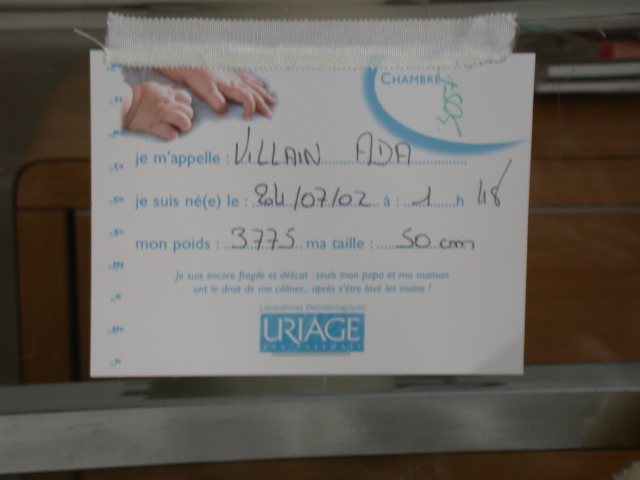 CHAMBRE
je m'appelle : VILLAIN ADA
je suis né(e) le : 24/07/02 à : 1 h 48
mon poids : 3775 ma taille : 50 cm
Je suis encore fragile et délicat : seuls mon papa et ma maman
ont le droit de me câliner... après s'être lavé les mains !
Laboratoires Dermatologiques
URIAGE
EAU THERMALE